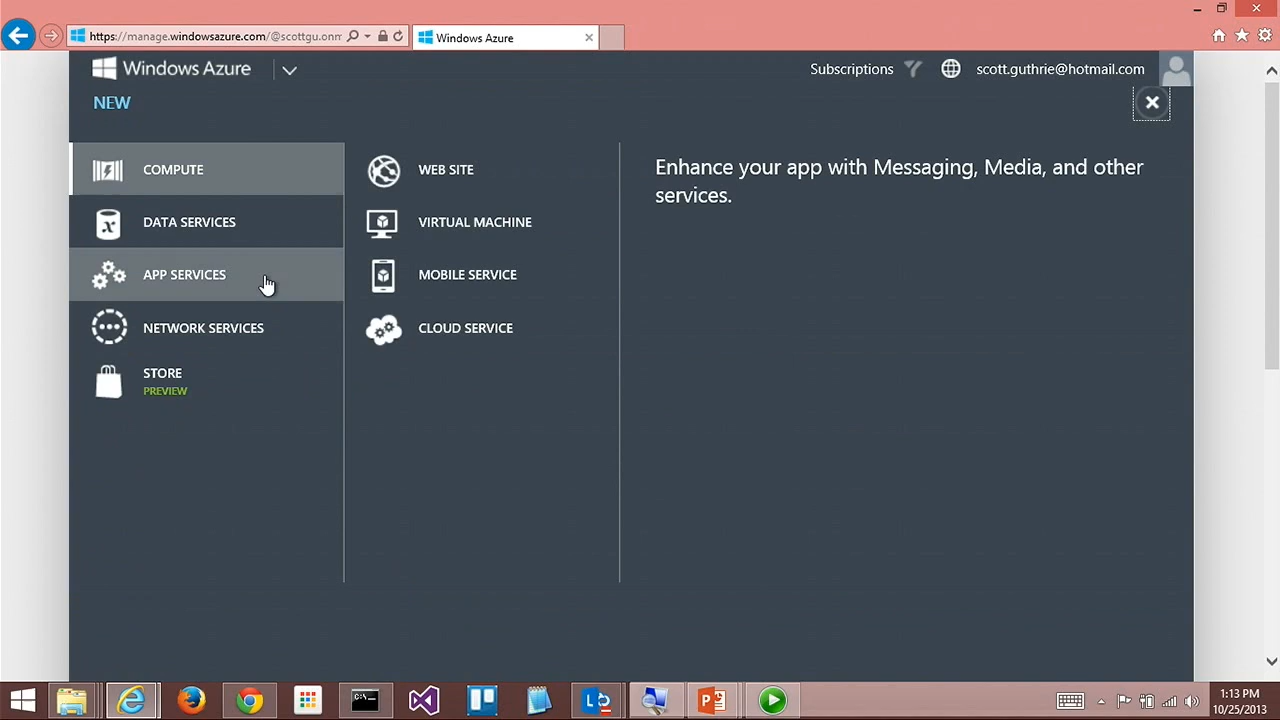 https://manage.windowsazure.com/@scottgu.onm
Windows Azure
Windows Azure
Subscriptions
scott.guthrie@hotmail.com
NEW
COMPUTE
DATA SERVICES
APP SERVICES
NETWORK SERVICES
STORE
PREVIEW
WEB SITE
VIRTUAL MACHINE
MOBILE SERVICE
CLOUD SERVICE
Enhance your app with Messaging, Media, and other
services.
1:13 PM
10/25/2013